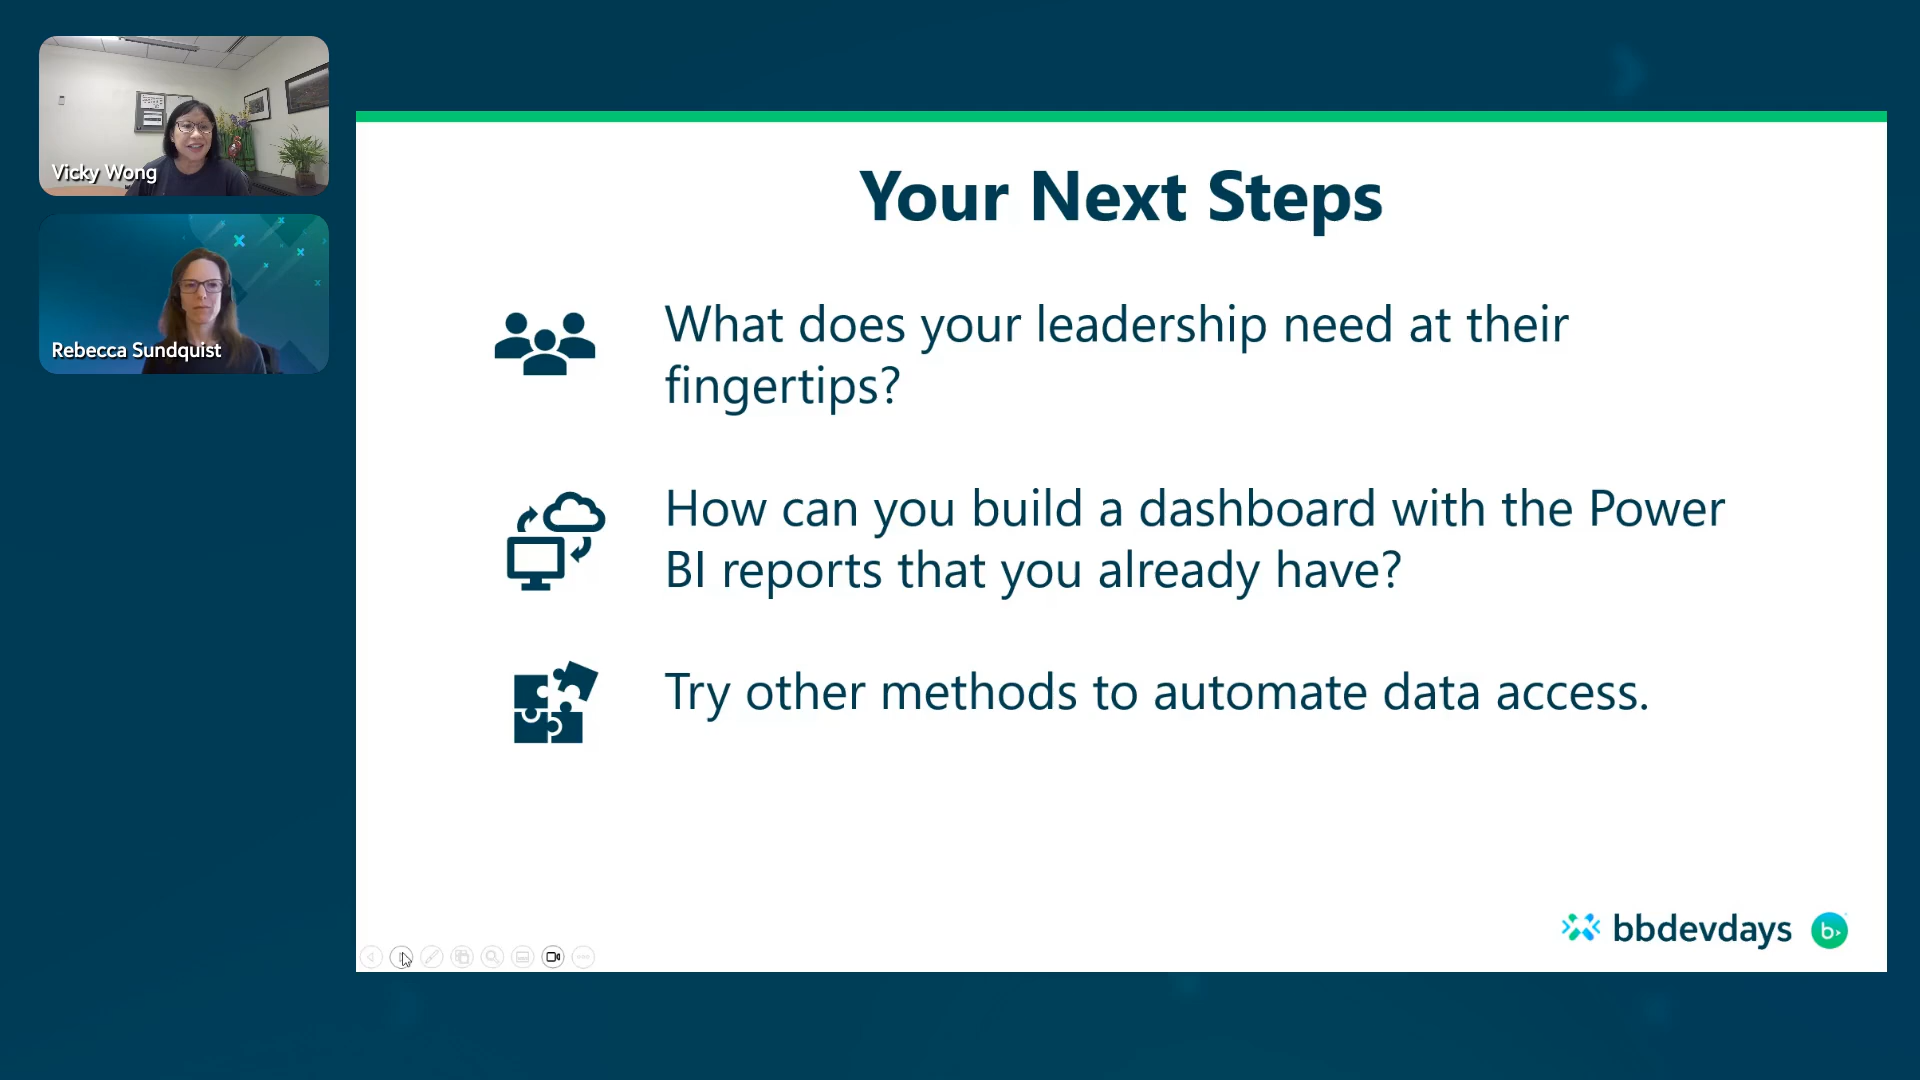 Vicky Wong
Rebecca Sundquist
Your Next Steps
What does your leadership need at their
fingertips?
How can you build a dashboard with the Power
BI reports that you already have?
Try other methods to automate data access.
bbdevdays
b